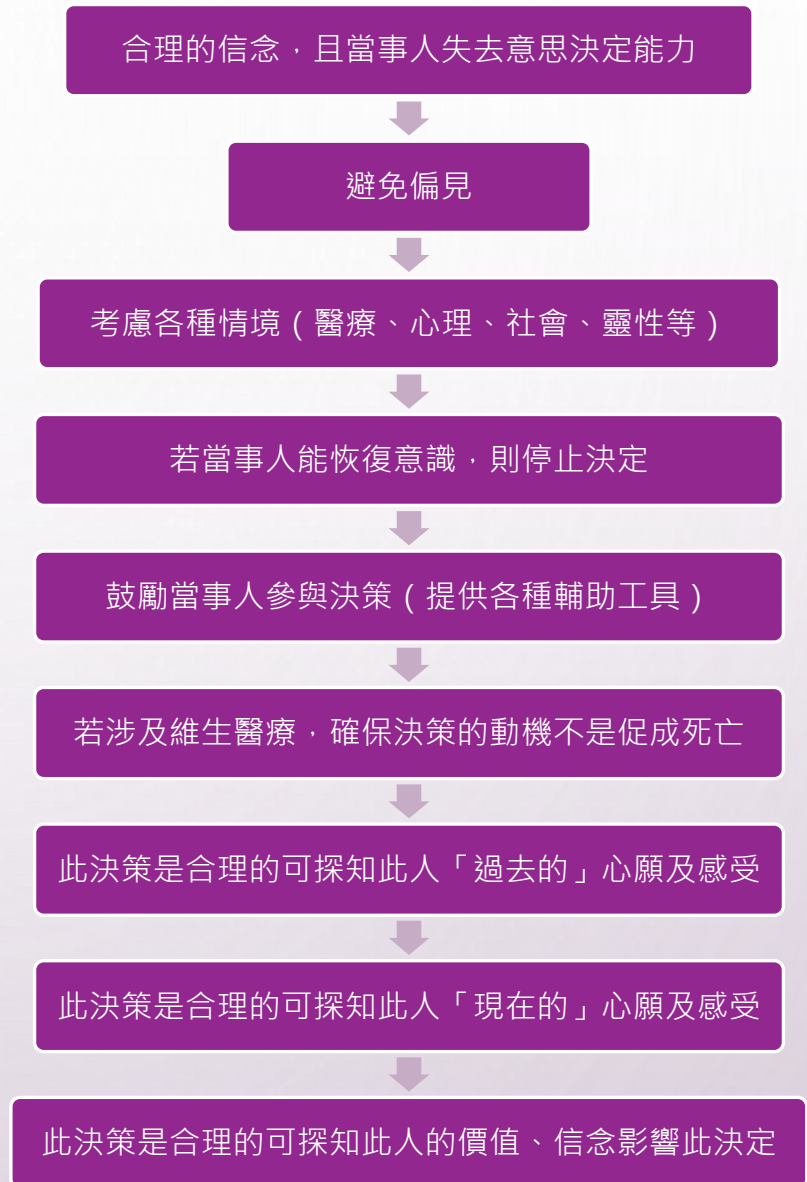 合理的信念，且當事人失去意思決定能力
避免偏見
考慮各種情境（醫療、心理、社會、靈性等）
若當事人能恢復意識，則停止決定
鼓勵當事人參與決策（提供各種輔助工具）
若涉及維生醫療，確保決策的動機不是促成死亡
此決策是合理的可探知此人「過去的」心願及感受
此決策是合理的可探知此人「現在的」心願及感受
此決策是合理的可探知此人的價值、信念影響此決定